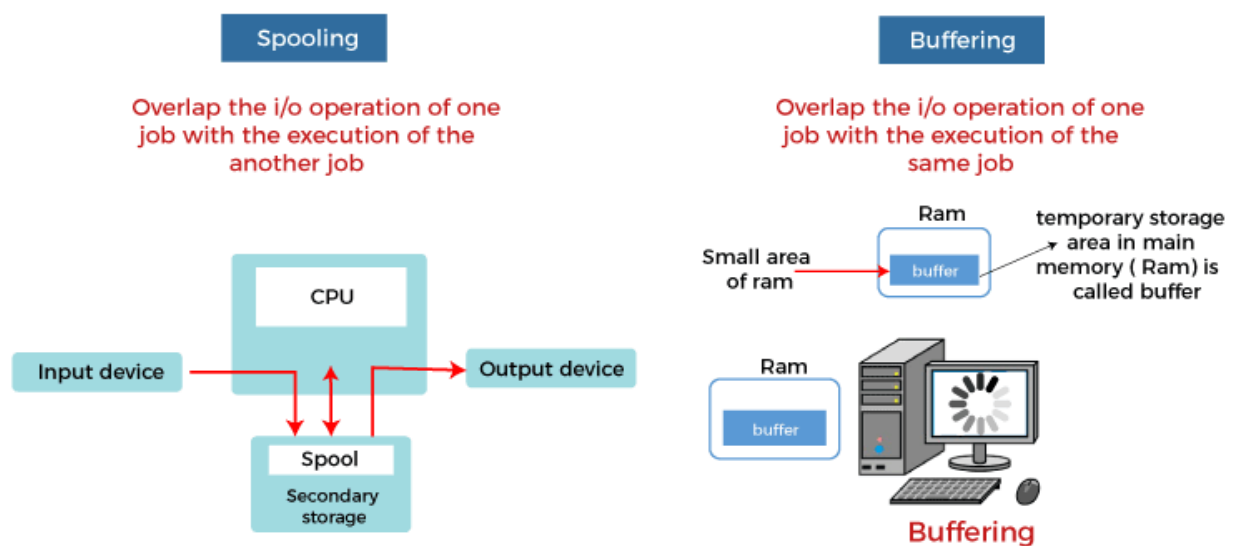 Spooling
Overlap the i/o operation of one
job with the execution of the
another job
CPU
Input device
Output device
Spool
Secondary
storage
Buffering
Overlap the i/o operation of one
job with the execution of the
same job
Ram
Small area
of ram
buffer
temporary storage
area in main
memory ( Ram) is
called buffer
Ram
buffer
Buffering